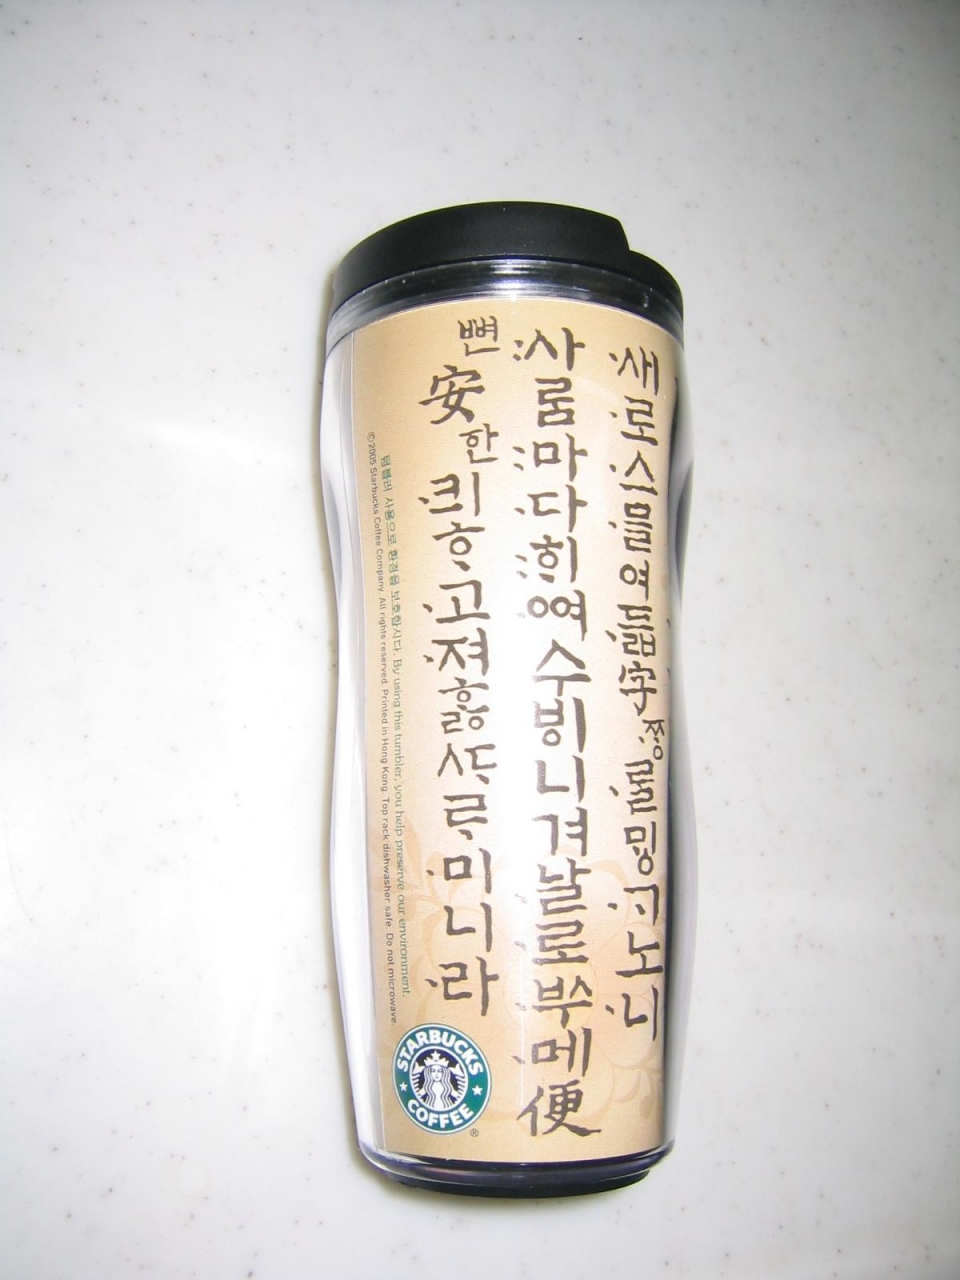 새로스믈여듧字ᄍᆞᆼᄅᆞᆯᄆᆡᇰᄀᆞ노니
사ᄅᆞᆷ마다ᄒᆡᅇᅧ수ᄫᅵ니겨날로ᄡᅮ메便
뼌安한킈ᄒᆞ고져ᄒᆞᇙᄯᆞᄅᆞ미니라
텀블러 사용으로 환경을 보호합시다. By using this tumbler, you help preserve our environment.
©2005 Starbucks Coffee Company. All rights reserved. Printed in Hong Kong. Top rack dishwasher safe. Do not microwave.
STARBUCKS
COFFEE
®